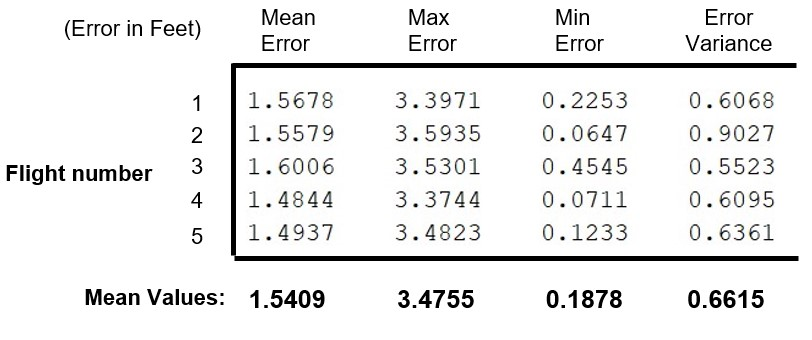 (Error in Feet) Mean Error Max Error Min Error Error Variance
1 1.5678 3.3971 0.2253 0.6068
2 1.5579 3.5935 0.0647 0.9027
Flight number 3 1.6006 3.5301 0.4545 0.5523
4 1.4844 3.3744 0.0711 0.6095
5 1.4937 3.4823 0.1233 0.6361
Mean Values: 1.5409 3.4755 0.1878 0.6615